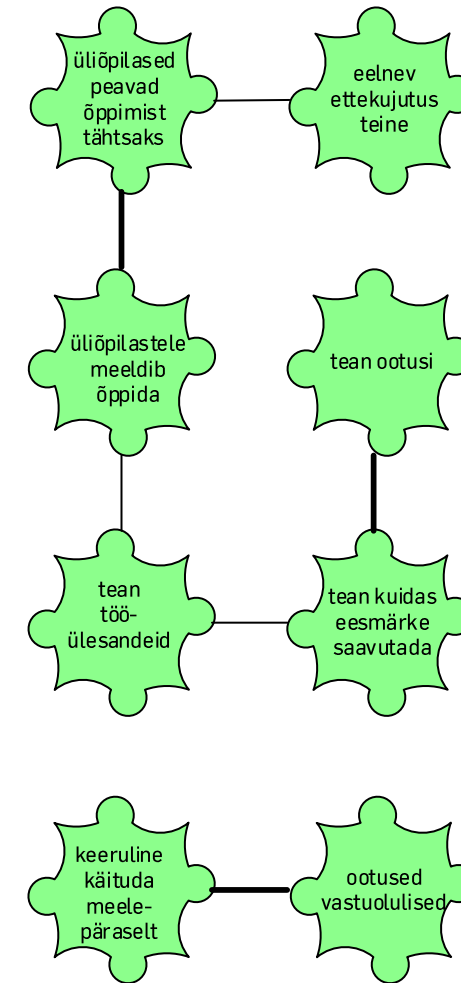 üliõpilased
peavad
õppimist
tähtsaks
eelnev
ettekujutus
teine
üliõpilastele
meeldib
õppida
tean ootusi
tean
töö-
ülesandeid
tean kuidas
eesmärke
saavutada
keeruline
käituda
meele-
päraselt
ootused
vastuolulised